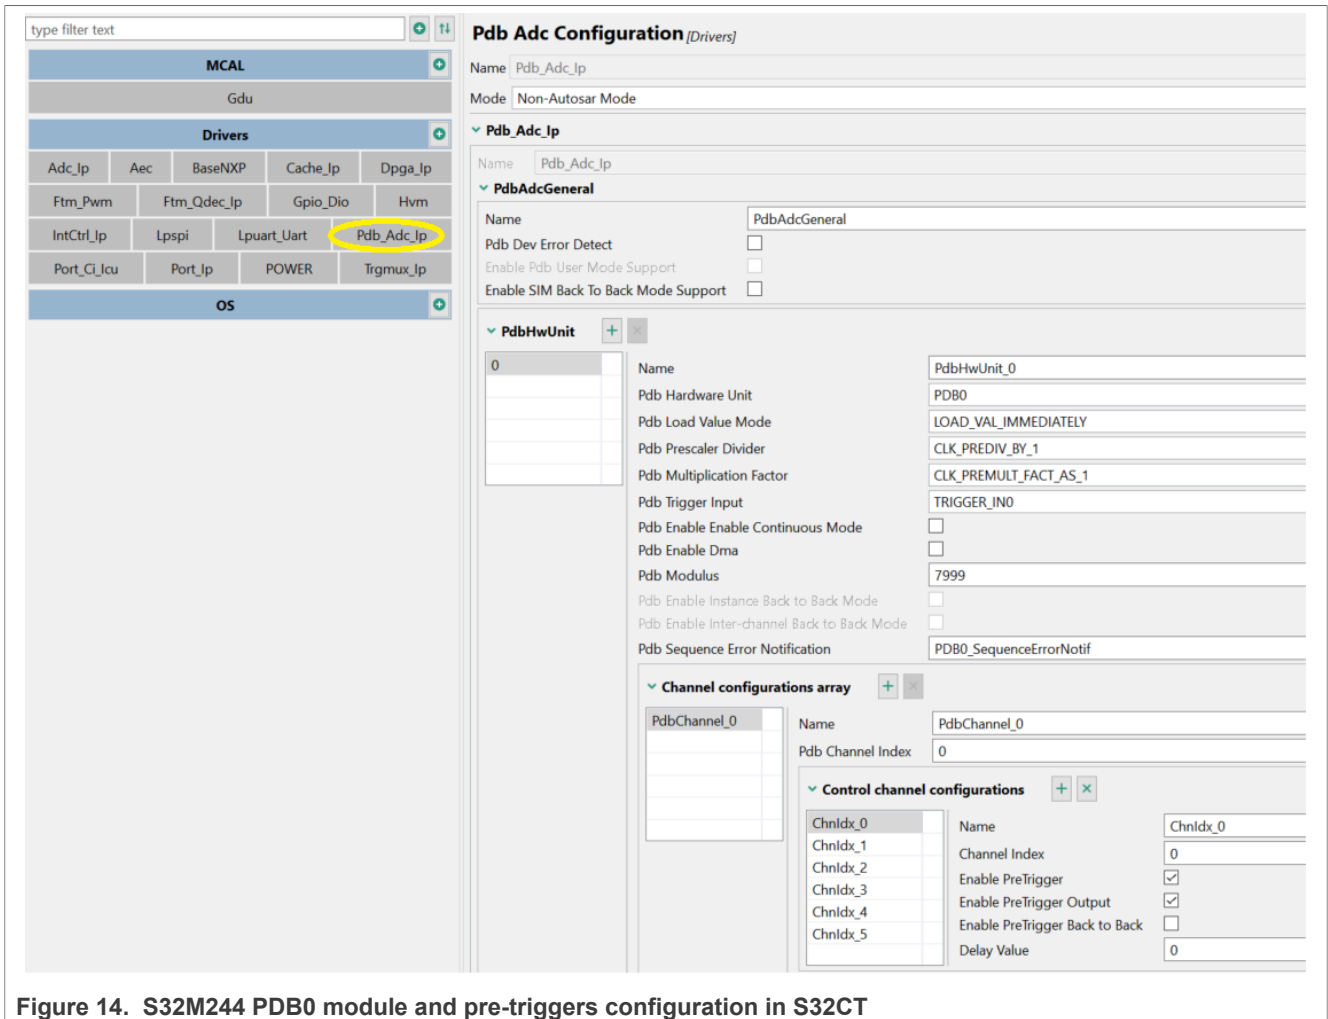 type filter text
MCAL
Gdu
Drivers
Adc_Ip Aec BaseNXP Cache_Ip Dpga_Ip
Ftm_Pwm Ftm_Qdec_Ip Gpio_Dio Hvm
IntCtrl_Ip Lpspi Lpuart_Uart Pdb_Adc_Ip
Port_Ci_Icu Port_Ip POWER Trgmux_Ip
OS
Pdb Adc Configuration [Drivers]
Name Pdb_Adc_Ip
Mode Non-Autosar Mode
Pdb_Adc_Ip
Name Pdb_Adc_Ip
PdbAdcGeneral
Name PdbAdcGeneral
Pdb Dev Error Detect
Enable Pdb User Mode Support
Enable SIM Back To Back Mode Support
PdbHwUnit
0
Name PdbHwUnit_0
Pdb Hardware Unit PDB0
Pdb Load Value Mode LOAD_VAL_IMMEDIATELY
Pdb Prescaler Divider CLK_PREDIV_BY_1
Pdb Multiplication Factor CLK_PREMULT_FACT_AS_1
Pdb Trigger Input TRIGGER_IN0
Pdb Enable Enable Continuous Mode
Pdb Enable Dma
Pdb Modulus 7999
Pdb Enable Instance Back to Back Mode
Pdb Enable Inter-channel Back to Back Mode
Pdb Sequence Error Notification PDB0_SequenceErrorNotif
Channel configurations array
PdbChannel_0
Name PdbChannel_0
Pdb Channel Index 0
Control channel configurations
ChnIdx_0
ChnIdx_1
ChnIdx_2
ChnIdx_3
ChnIdx_4
ChnIdx_5
Name ChnIdx_0
Channel Index 0
Enable PreTrigger
Enable PreTrigger Output
Enable PreTrigger Back to Back
Delay Value 0
Figure 14. S32M244 PDB0 module and pre-triggers configuration in S32CT